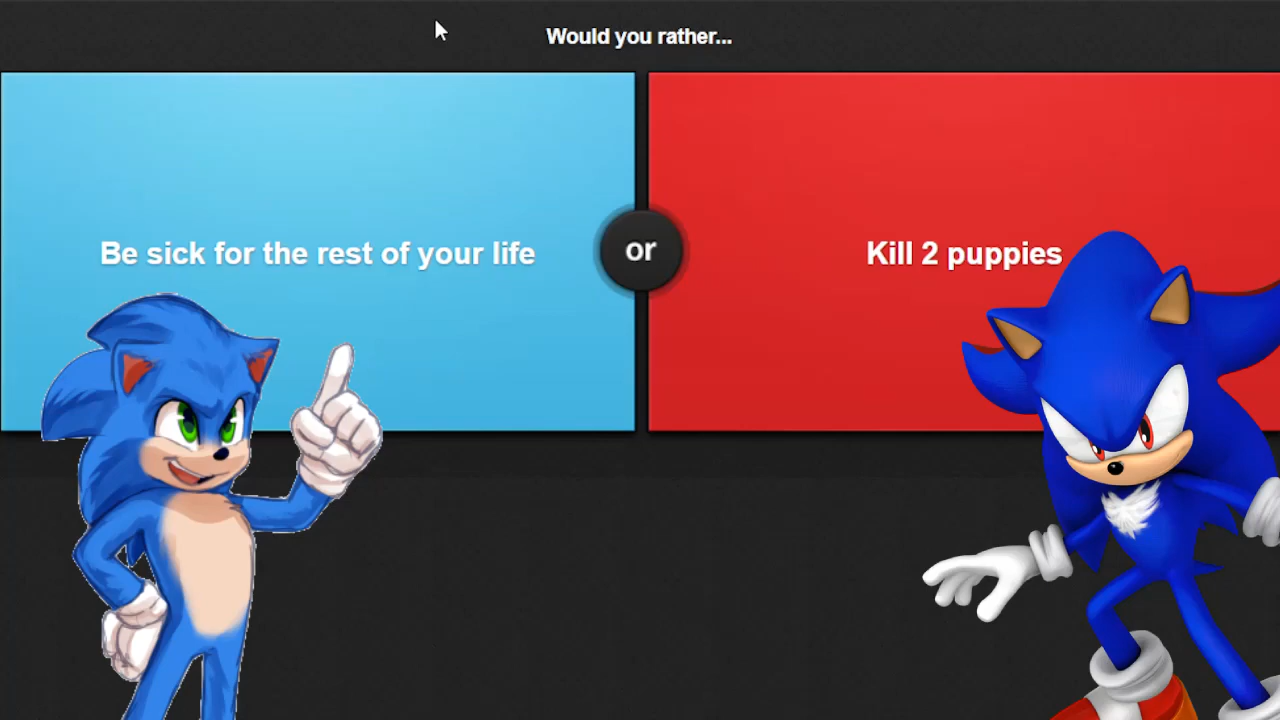 Would you rather...
Be sick for the rest of your life
or
Kill 2 puppies